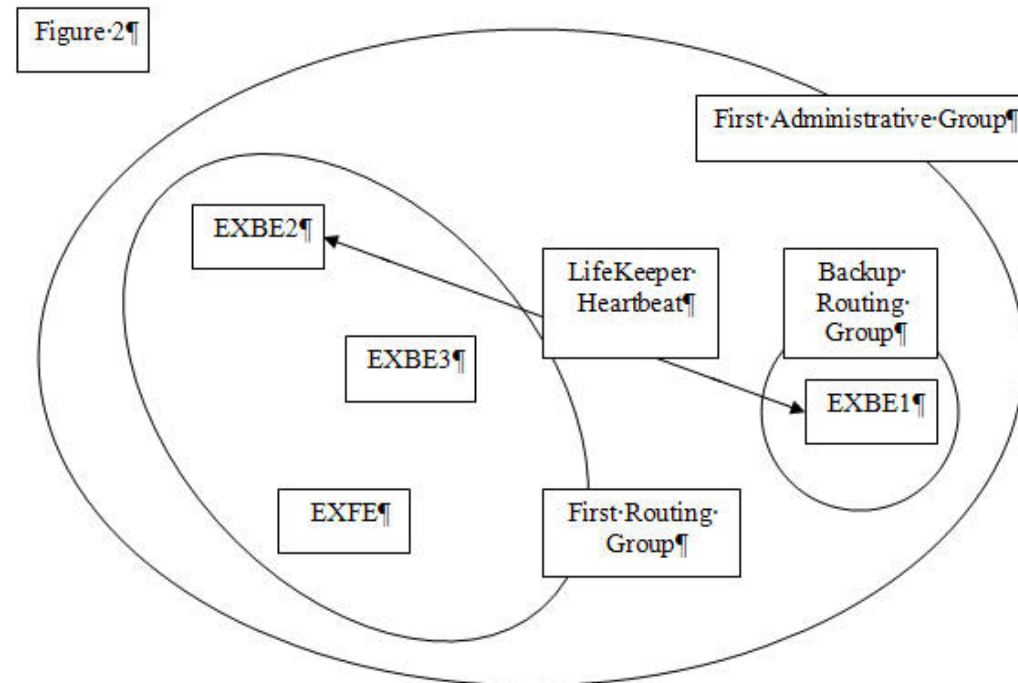 Figure·2¶
First·Administrative·Group¶
EXBE2¶
LifeKeeper·
Heartbeat¶
Backup·
Routing·
Group¶
EXBE3¶
EXBE1¶
EXFE¶
First·Routing·
Group¶